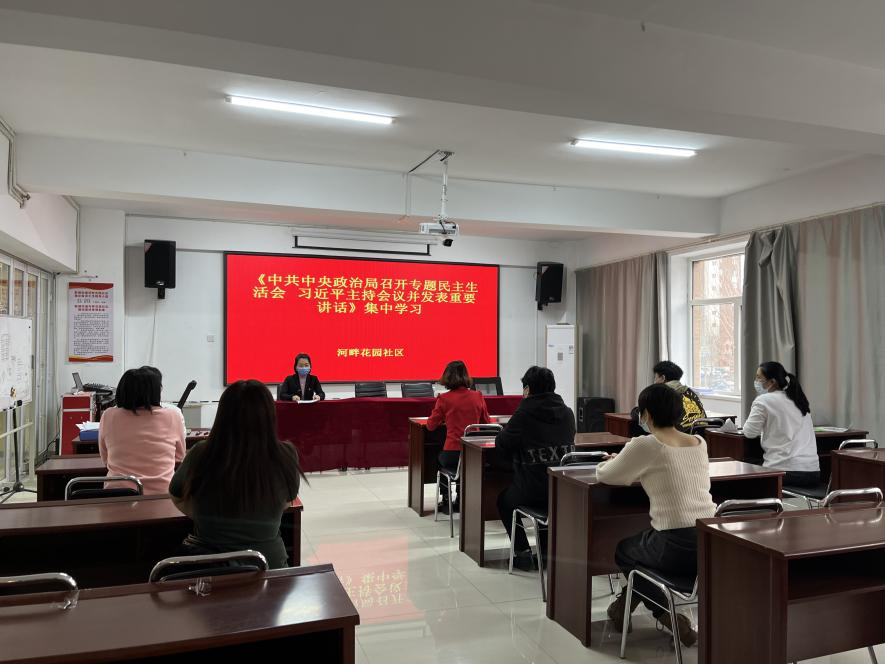 《中共中央政治局召开专题民主生
活会 习近平主持会议并发表重要
讲话》集中学习
河畔花园社区
TEXTE